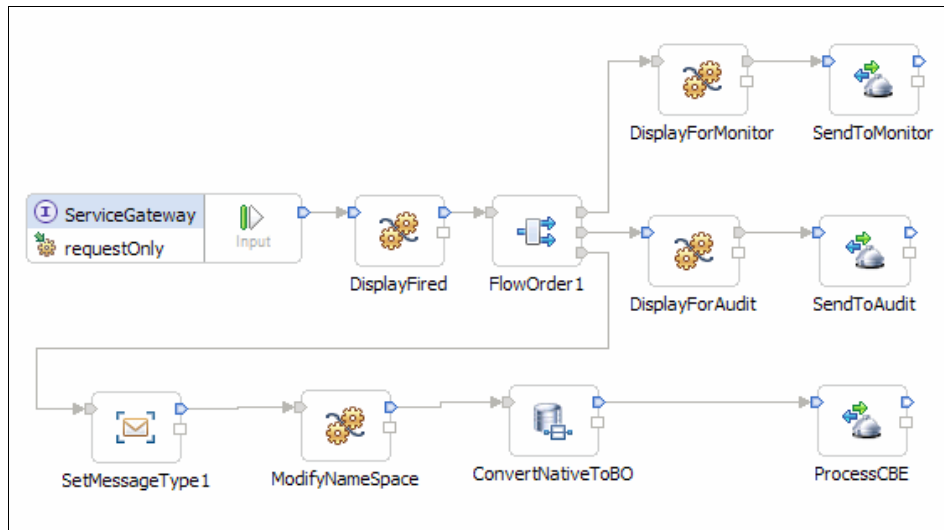 DisplayForMonitor
SendToMonitor
ServiceGateway
requestOnly
Input
DisplayFired
FlowOrder1
DisplayForAudit
SendToAudit
SetMessageType1
ModifyNameSpace
ConvertNativeToBO
ProcessCBE